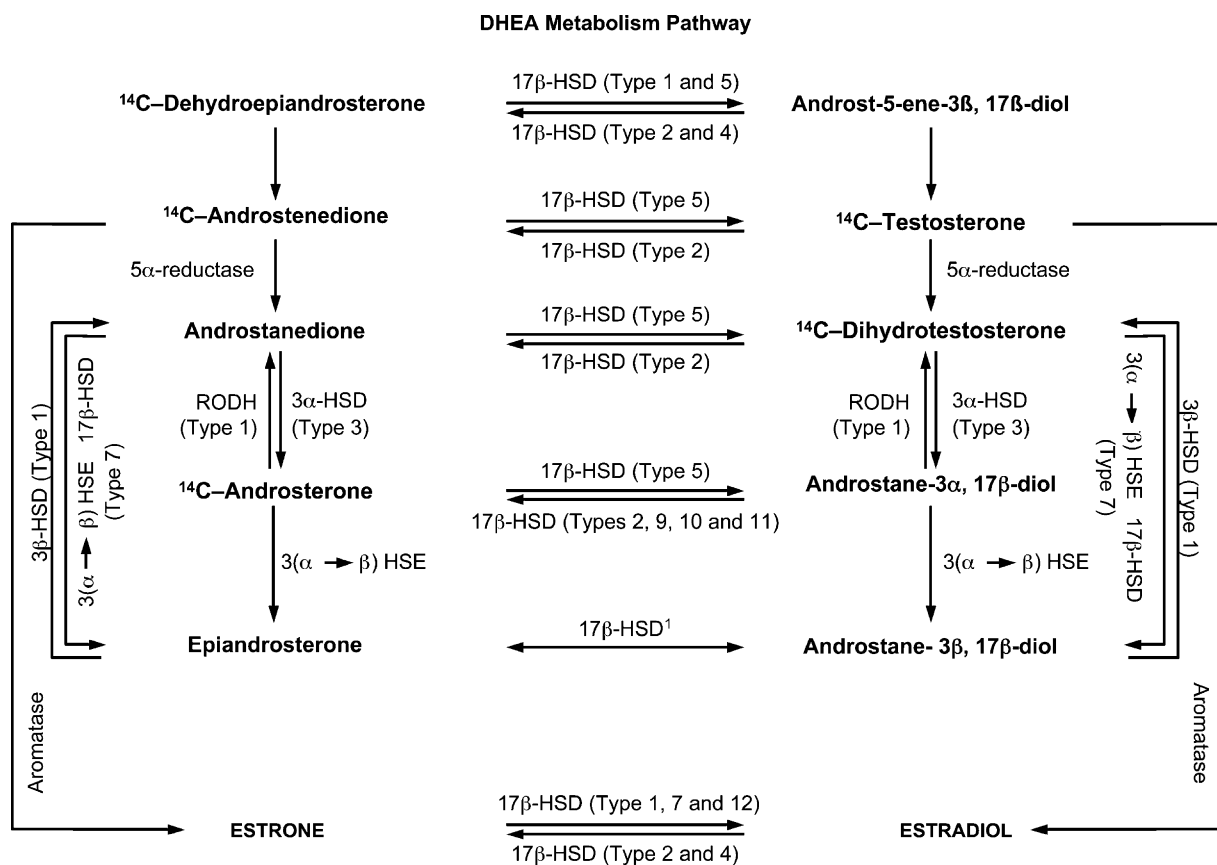 DHEA Metabolism Pathway
17β-HSD (Type 1 and 5)
¹⁴C–Dehydroepiandrosterone
Androst-5-ene-3ß, 17ß-diol
17β-HSD (Type 2 and 4)
17β-HSD (Type 5)
¹⁴C–Androstenedione
¹⁴C–Testosterone
17β-HSD (Type 2)
5α-reductase
5α-reductase
17β-HSD (Type 5)
Androstanedione
¹⁴C–Dihydrotestosterone
17β-HSD (Type 2)
RODH
(Type 1)
3α-HSD
(Type 3)
RODH
(Type 1)
3α-HSD
(Type 3)
3β-HSD (Type 1)
3(α → β) HSE 17β-HSD
(Type 7)
3(α → β) HSE 17β-HSD
(Type 7)
3β-HSD (Type 1)
17β-HSD (Type 5)
¹⁴C–Androsterone
Androstane-3α, 17β-diol
17β-HSD (Types 2, 9, 10 and 11)
3(α → β) HSE
3(α → β) HSE
17β-HSD¹
Epiandrosterone
Androstane- 3β, 17β-diol
Aromatase
Aromatase
17β-HSD (Type 1, 7 and 12)
ESTRONE
ESTRADIOL
17β-HSD (Type 2 and 4)